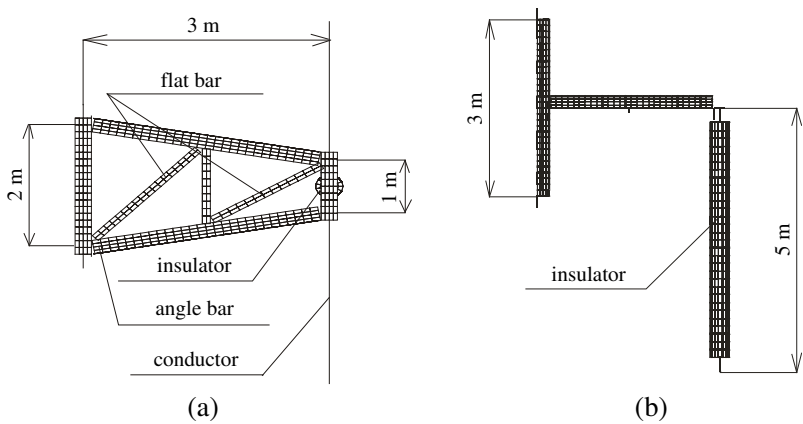 3 m
flat bar
2 m
1 m
insulator
angle bar
conductor
(a)
3 m
insulator
5 m
(b)